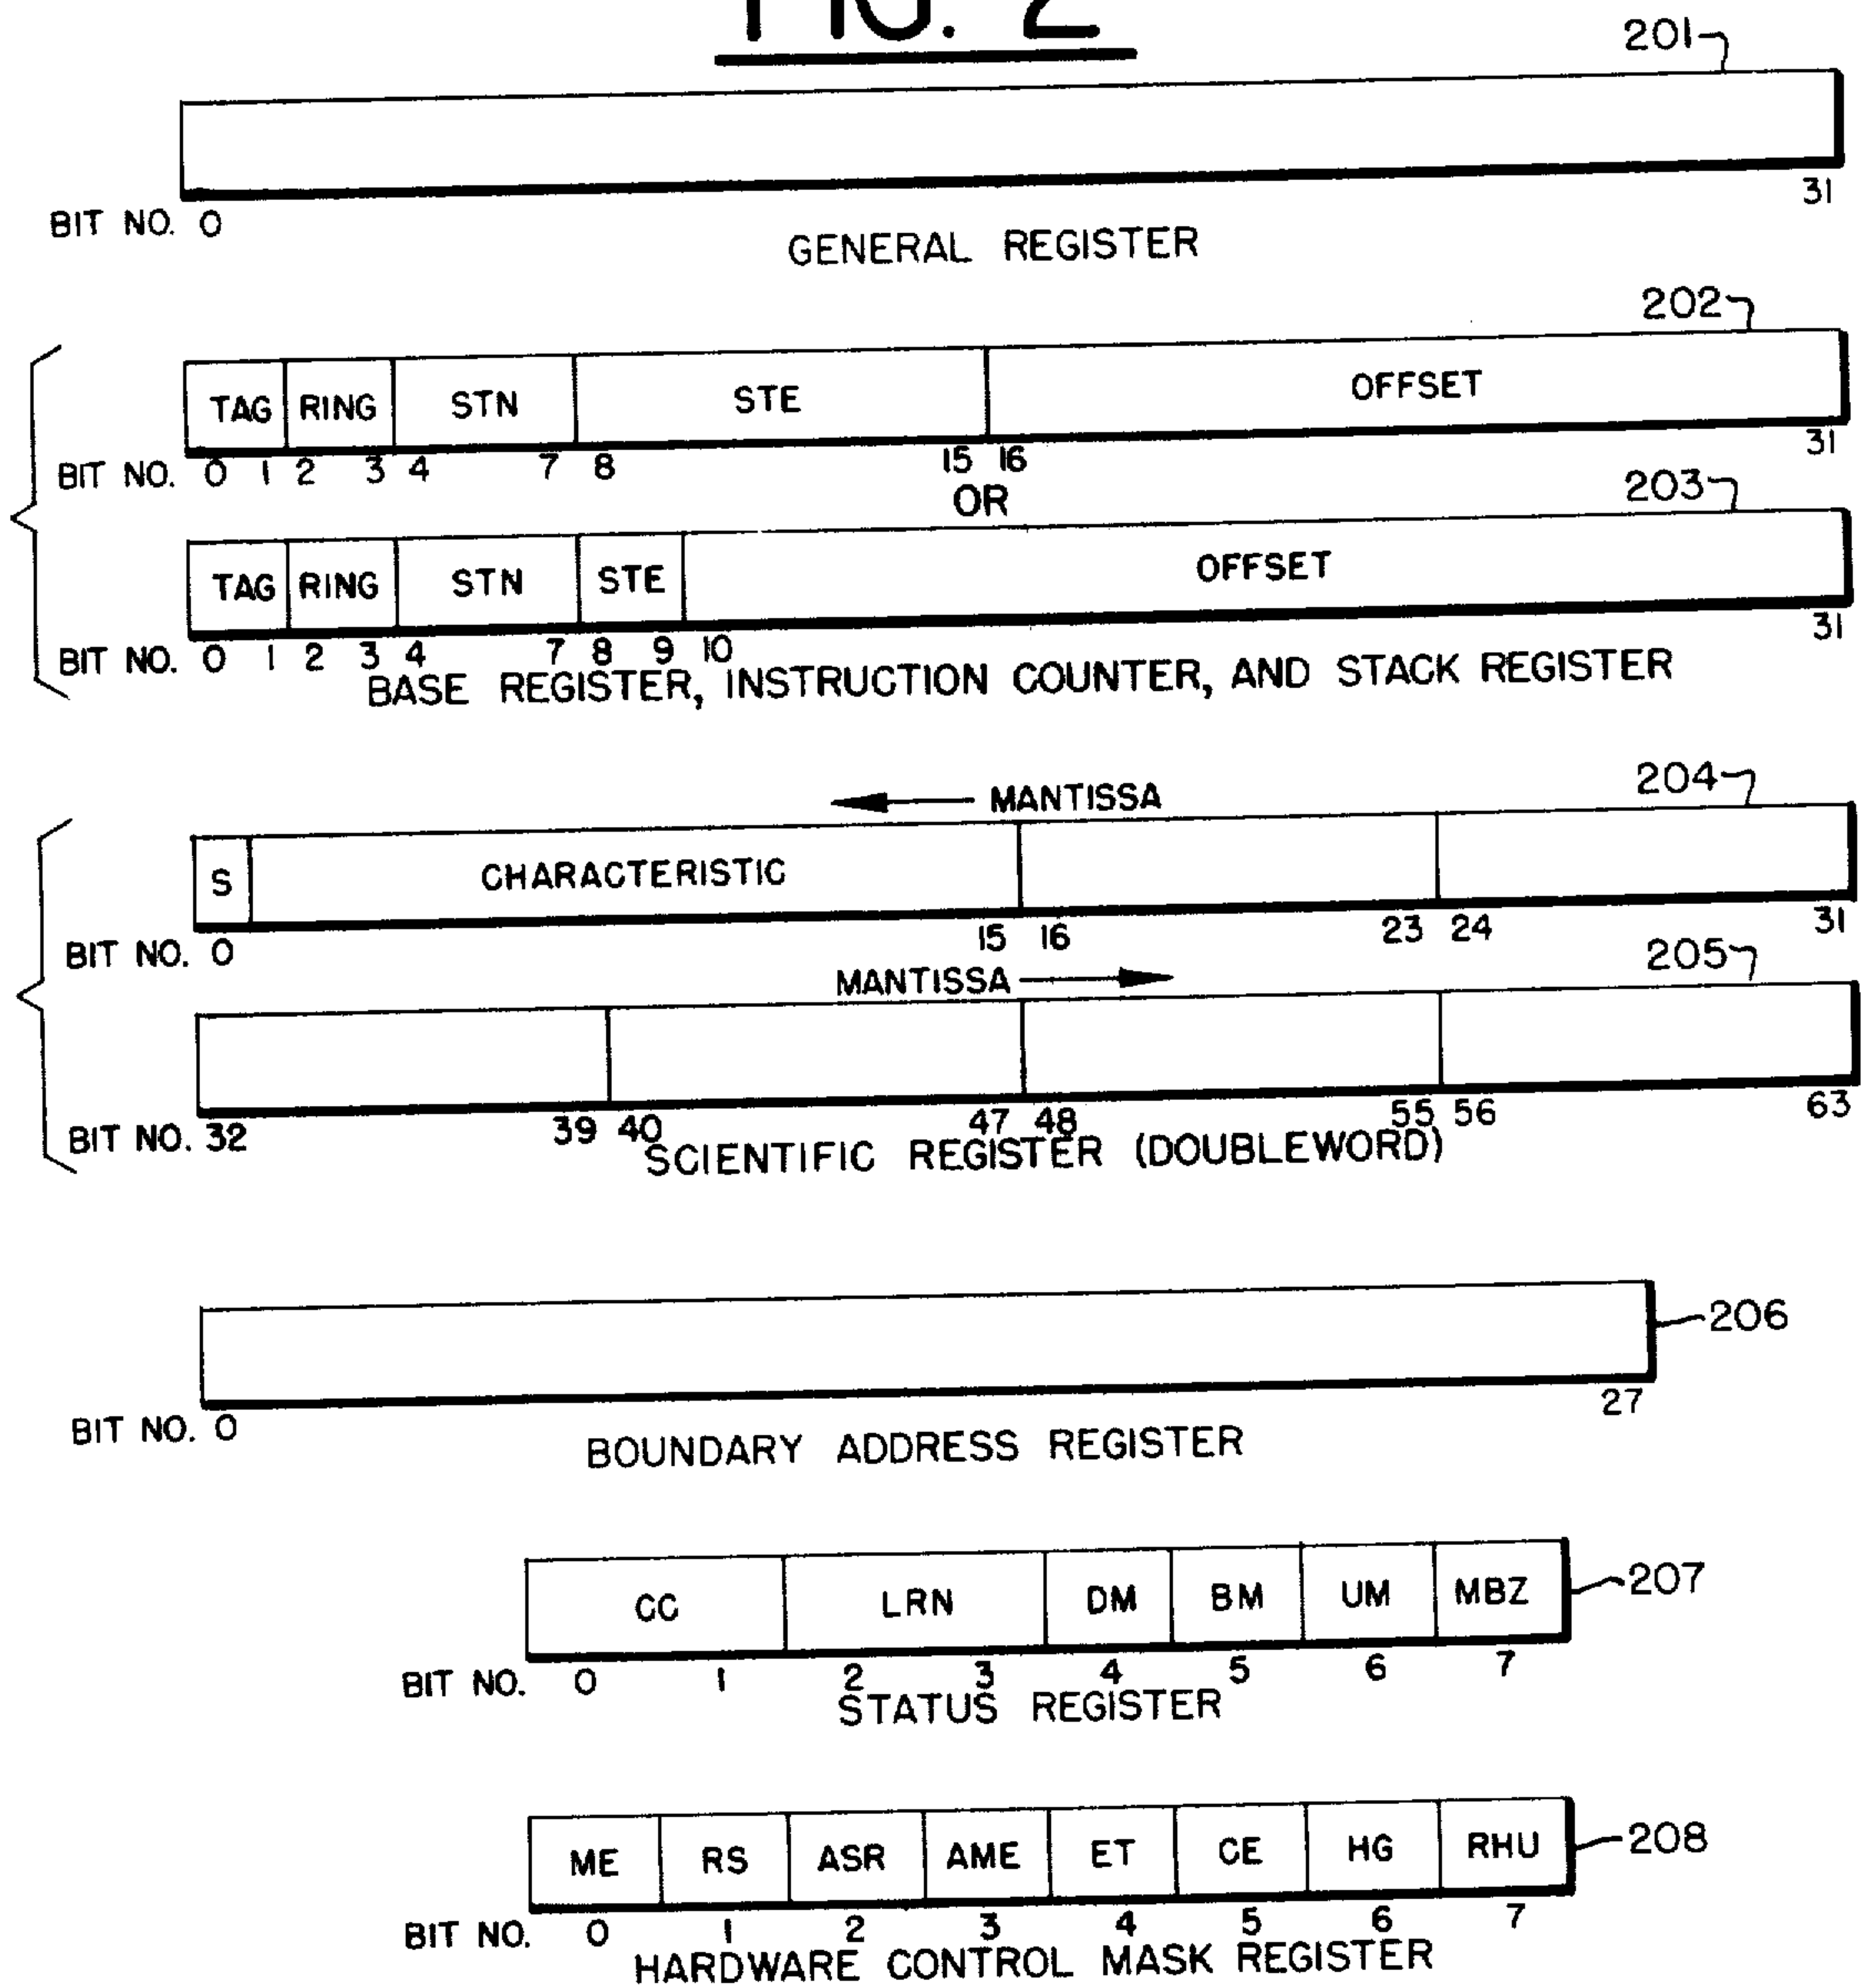 FIG. 2
201
BIT NO. 0 31
GENERAL REGISTER
202
TAG RING STN STE OFFSET
BIT NO. 0 1 2 3 4 7 8 15 16 31
OR
203
TAG RING STN STE OFFSET
BIT NO. 0 1 2 3 4 7 8 9 10 31
BASE REGISTER, INSTRUCTION COUNTER, AND STACK REGISTER
MANTISSA 204
S CHARACTERISTIC
BIT NO. 0 15 16 23 24 31
MANTISSA 205
BIT NO. 32 39 40 47 48 55 56 63
SCIENTIFIC REGISTER (DOUBLEWORD)
206
BIT NO. 0 27
BOUNDARY ADDRESS REGISTER
CC LRN DM BM UM MBZ 207
BIT NO. 0 1 2 3 4 5 6 7
STATUS REGISTER
ME RS ASR AME ET CE HG RHU 208
BIT NO. 0 1 2 3 4 5 6 7
HARDWARE CONTROL MASK REGISTER